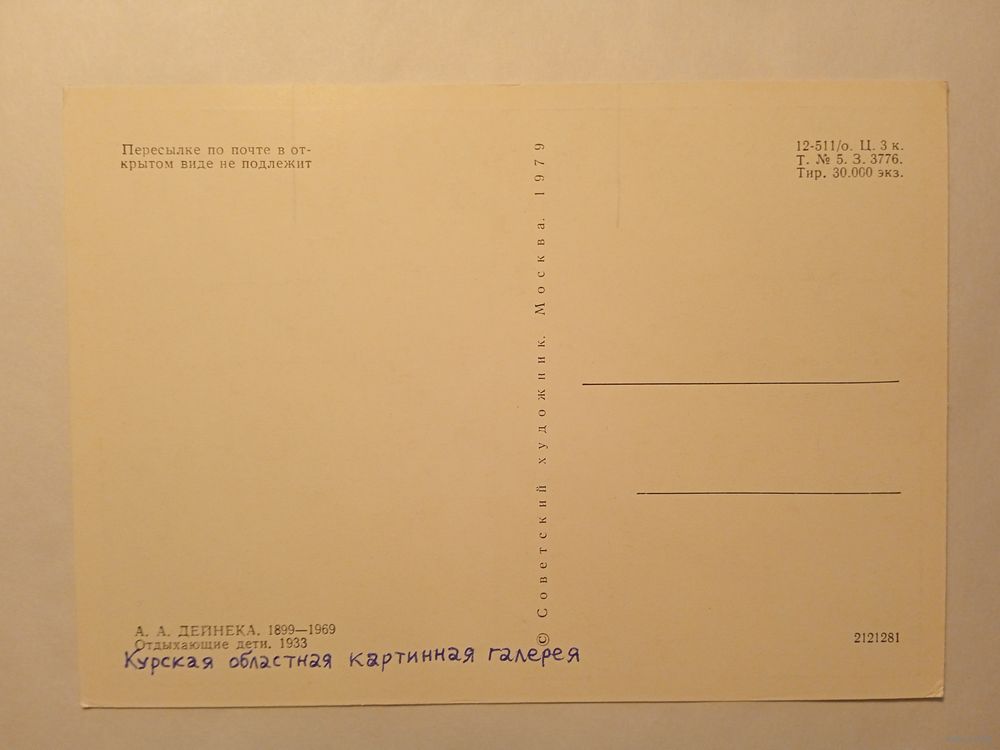 Пересылке по почте в от-
крытом виде не подлежит
12-511/о. Ц. 3 к.
Т. № 5. З. 3776.
Тир. 30.000 экз.
© Советский художник. Москва. 1979
А. А. ДЕЙНЕКА. 1899—1969
Отдыхающие дети. 1933
Курская областная картинная галерея
2121281